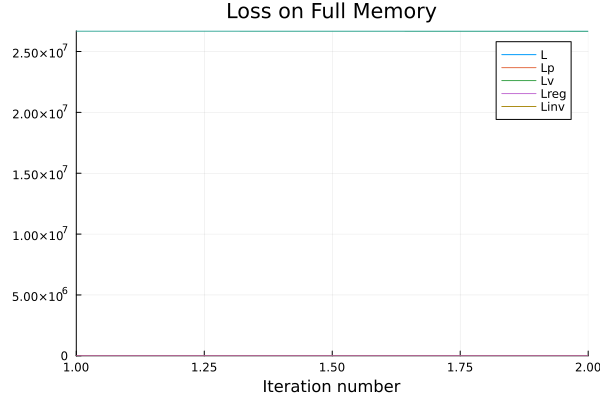 Loss on Full Memory
2.50×10⁷
2.00×10⁷
1.50×10⁷
1.00×10⁷
5.00×10⁶
0
L
Lp
Lv
Lreg
Linv
1.00 1.25 1.50 1.75 2.00
Iteration number